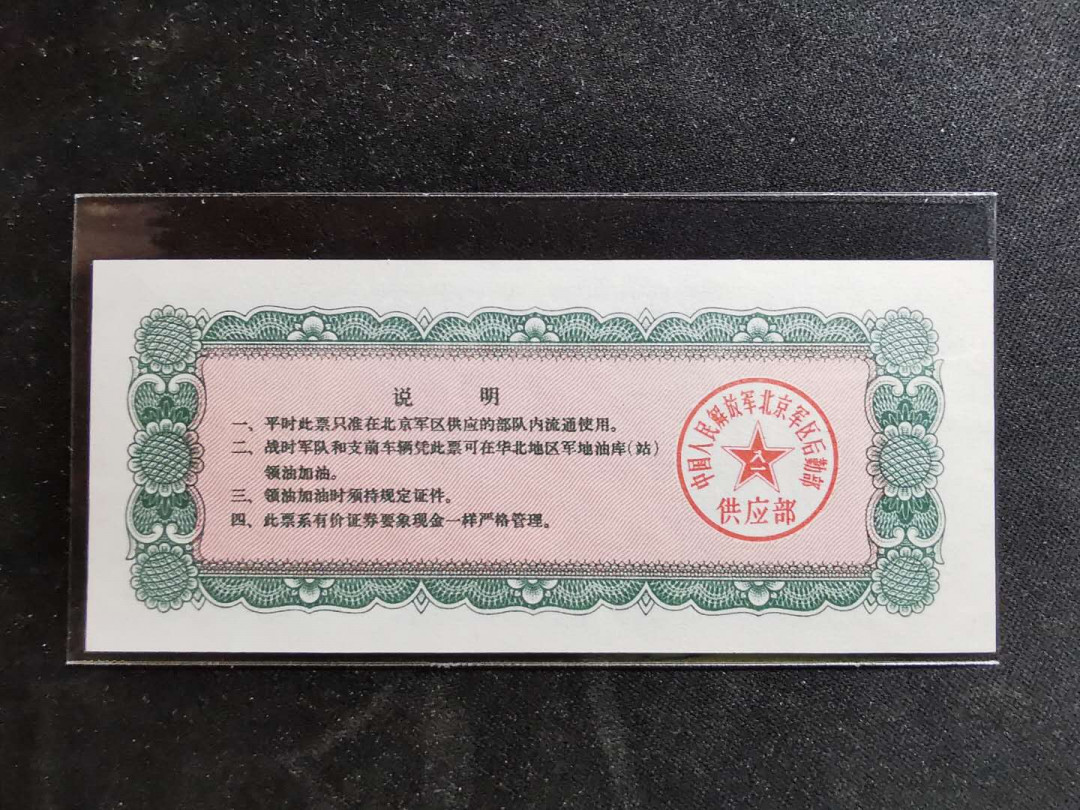 说 明
一、平时此票只准在北京军区供应的部队内流通使用。
二、战时军队和支前车辆凭此票可在华北地区军地油库(站)
领油加油。
三、领油加油时须持规定证件。
四、此票系有价证券要象现金一样严格管理。
中国人民解放军北京军区后勤部
八一
供应部